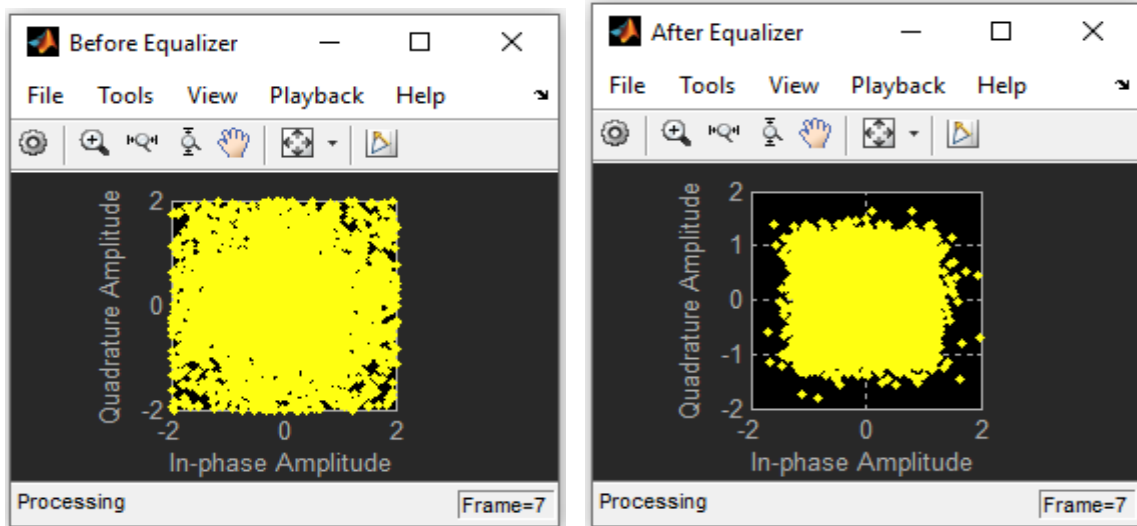 Before Equalizer
File Tools View Playback Help
Quadrature Amplitude
2
0
-2
-2 0 2
In-phase Amplitude
Processing Frame=7
After Equalizer
File Tools View Playback Help
Quadrature Amplitude
2
1
0
-1
-2
-2 0 2
In-phase Amplitude
Processing Frame=7